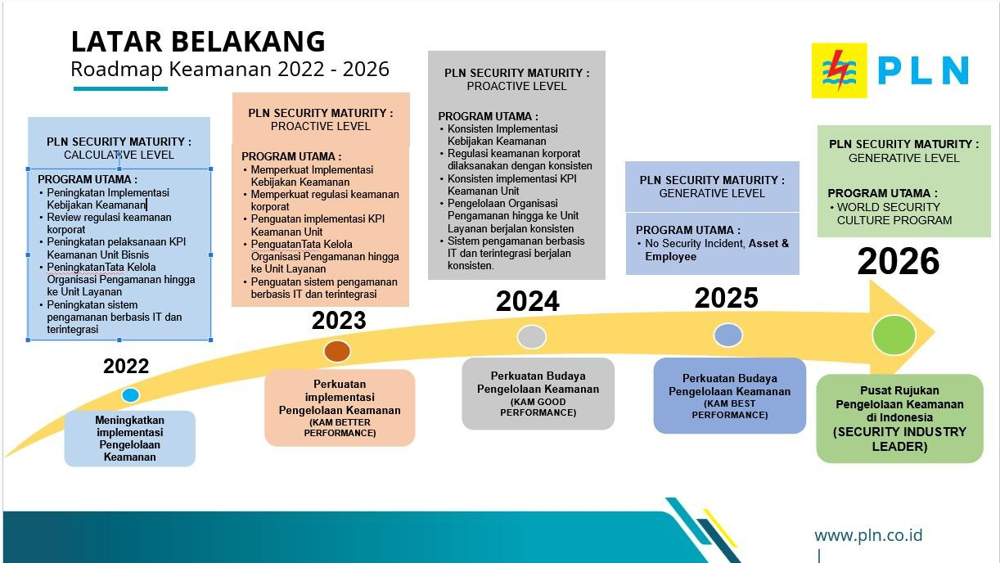 LATAR BELAKANG
Roadmap Keamanan 2022 - 2026
PLN
PLN SECURITY MATURITY :
CALCULATIVE LEVEL
PROGRAM UTAMA :
• Peningkatan Implementasi
Kebijakan Keamanan
• Review regulasi keamanan
korporat
• Peningkatan pelaksanaan KPI
Keamanan Unit Bisnis
• PeningkatanTata Kelola
Organisasi Pengamanan hingga
ke Unit Layanan
• Peningkatan sistem
pengamanan berbasis IT dan
terintegrasi
2022
Meningkatkan
implementasi
Pengelolaan
Keamanan
PLN SECURITY MATURITY :
PROACTIVE LEVEL
PROGRAM UTAMA :
• Memperkuat Implementasi
Kebijakan Keamanan
• Memperkuat regulasi keamanan
korporat
• Penguatan implementasi KPI
Keamanan Unit
• PenguatanTata Kelola
Organisasi Pengamanan hingga
ke Unit Layanan
• Penguatan sistem pengamanan
berbasis IT dan terintegrasi
2023
Perkuatan
implementasi
Pengelolaan Keamanan
(KAM BETTER
PERFORMANCE)
PLN SECURITY MATURITY :
PROACTIVE LEVEL
PROGRAM UTAMA :
• Konsisten Implementasi
Kebijakan Keamanan
• Regulasi keamanan korporat
dilaksanakan dengan konsisten
• Konsisten implementasi KPI
Keamanan Unit
• Pengelolaan Organisasi
Pengamanan hingga ke Unit
Layanan berjalan konsisten
• Sistem pengamanan berbasis
IT dan terintegrasi berjalan
konsisten.
2024
Perkuatan Budaya
Pengelolaan Keamanan
(KAM GOOD
PERFORMANCE)
PLN SECURITY MATURITY :
GENERATIVE LEVEL
PROGRAM UTAMA :
• No Security Incident, Asset &
Employee
2025
Perkuatan Budaya
Pengelolaan Keamanan
(KAM BEST
PERFORMANCE)
PLN SECURITY MATURITY :
GENERATIVE LEVEL
PROGRAM UTAMA :
• WORLD SECURITY
CULTURE PROGRAM
2026
Pusat Rujukan
Pengelolaan Keamanan
di Indonesia
(SECURITY INDUSTRY
LEADER)
www.pln.co.id
|